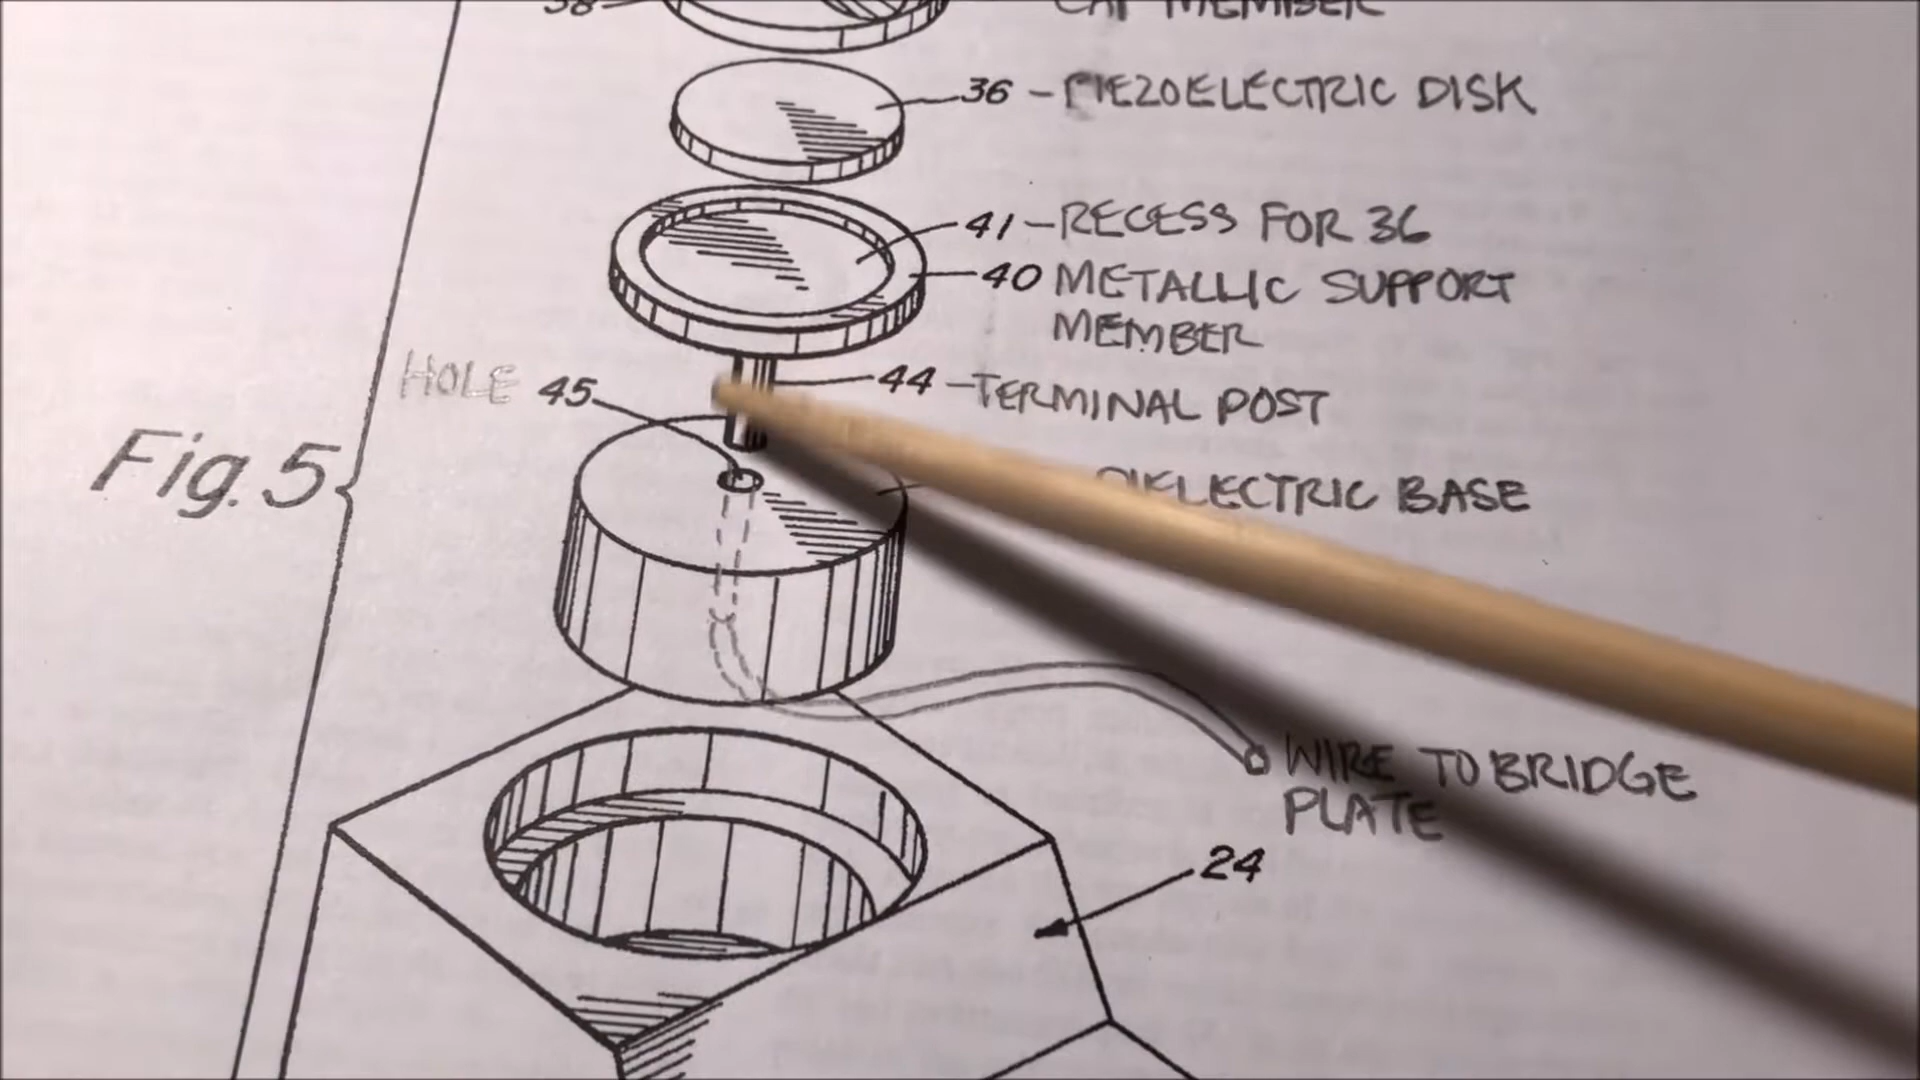 38
CAP MEMBER
36 - PIEZOELECTRIC DISK
41 - RECESS FOR 36
40 METALLIC SUPPORT
MEMBER
HOLE 45
44 - TERMINAL POST
Fig. 5
DIELECTRIC BASE
WIRE TO BRIDGE
PLATE
24